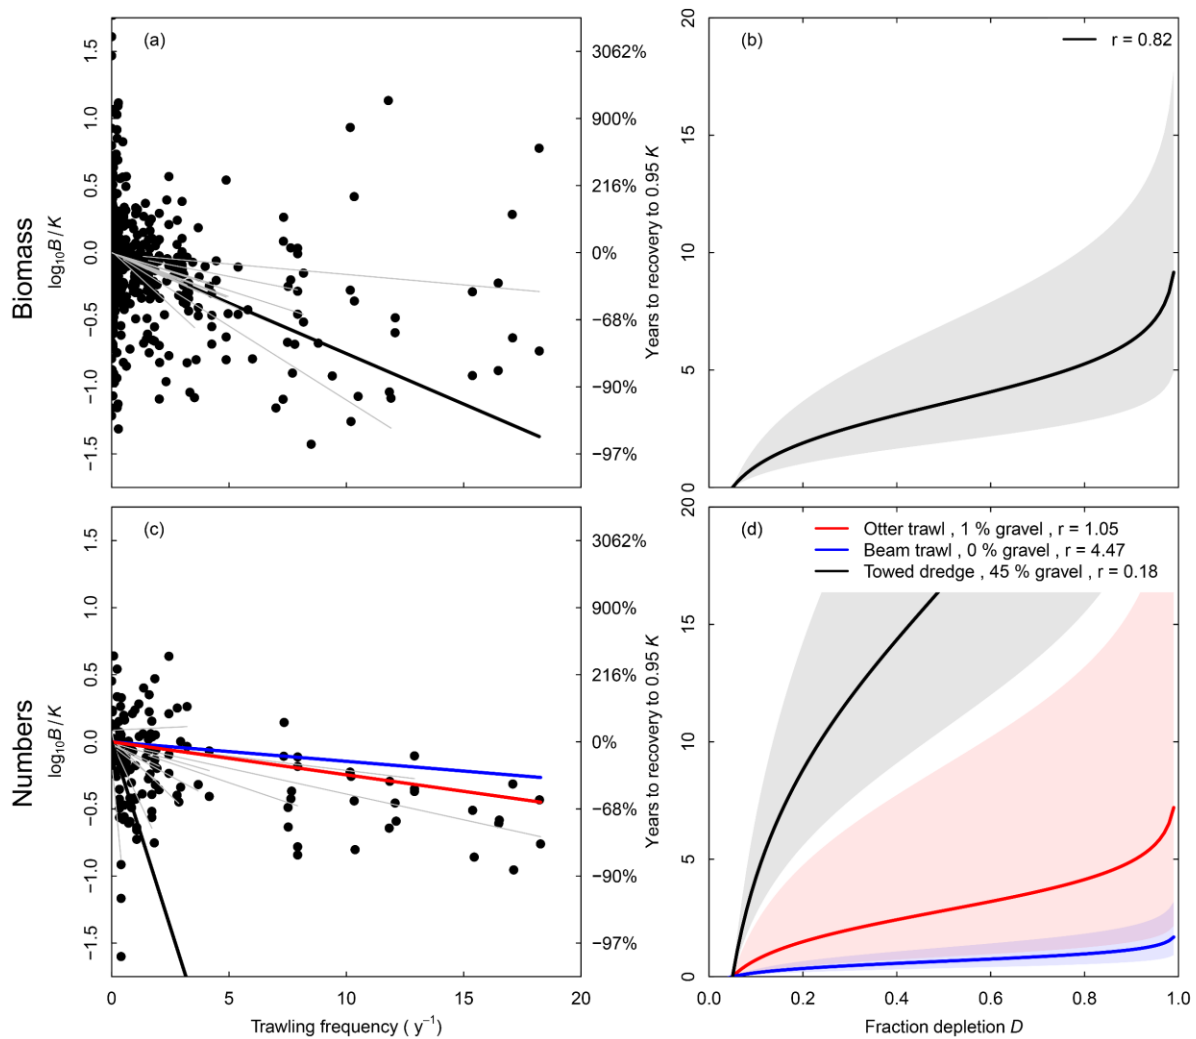 (a)
Biomass
log10B/K
1.5
1.0
0.5
0.0
−0.5
−1.0
−1.5
3062%
900%
216%
0%
−68%
−90%
−97%
(b)
r = 0.82
Years to recovery to 0.95 K
20
15
10
5
0
(c)
Numbers
log10B/K
1.5
1.0
0.5
0.0
−0.5
−1.0
−1.5
3062%
900%
216%
0%
−68%
−90%
−97%
0 5 10 15 20
Trawling frequency ( y−1)
(d)
Otter trawl , 1 % gravel , r = 1.05
Beam trawl , 0 % gravel , r = 4.47
Towed dredge , 45 % gravel , r = 0.18
Years to recovery to 0.95 K
20
15
10
5
0
0.0 0.2 0.4 0.6 0.8 1.0
Fraction depletion D